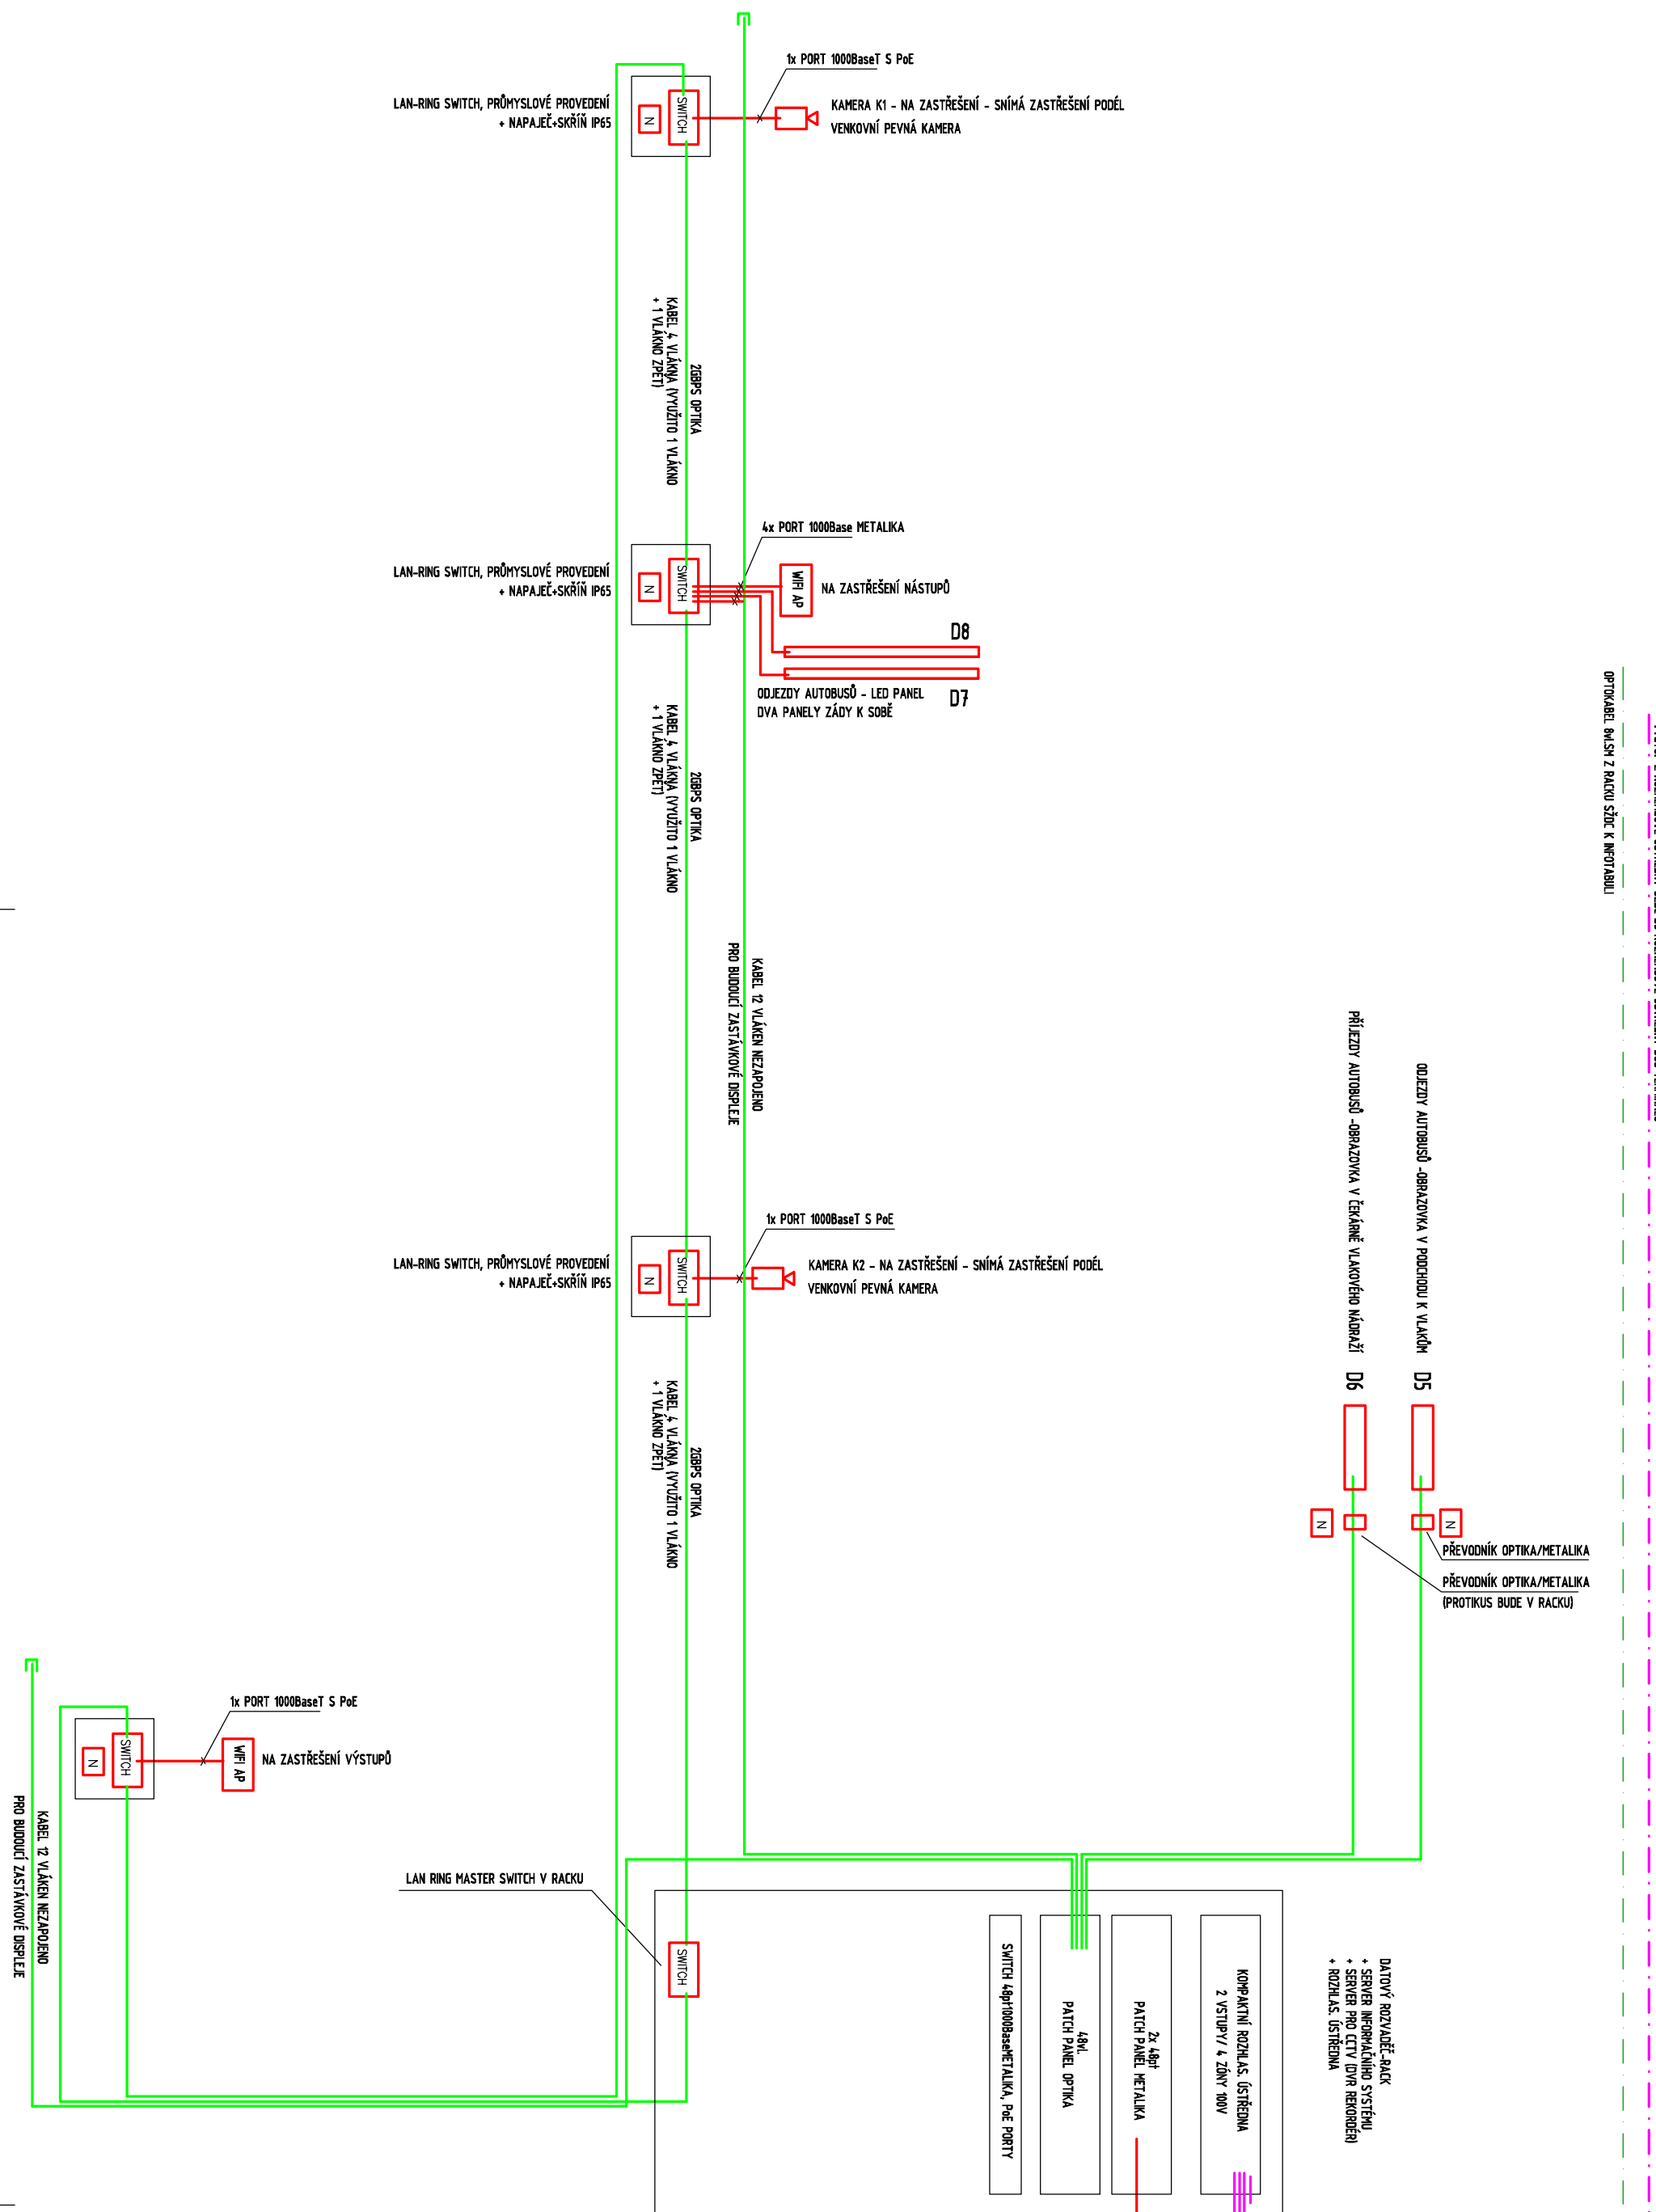 1x PORT 1000BaseT S PoE
LAN-RING SWITCH, PRŮMYSLOVÉ PROVEDENÍ
+ NAPAJEČ+SKŘÍŇ IP65
SWITCH
N
KAMERA K1 - NA ZASTŘEŠENÍ - SNÍMÁ ZASTŘEŠENÍ PODÉL
VENKOVNÍ PEVNÁ KAMERA
2GBPS OPTIKA
KABEL 4 VLÁKNA (VYUŽITO 1 VLÁKNO
+ 1 VLÁKNO ZPĚT)
4x PORT 1000Base METALIKA
LAN-RING SWITCH, PRŮMYSLOVÉ PROVEDENÍ
+ NAPAJEČ+SKŘÍŇ IP65
SWITCH
N
WIFI AP
NA ZASTŘEŠENÍ NÁSTUPŮ
D8
D7
ODJEZDY AUTOBUSŮ - LED PANEL
DVA PANELY ZÁDY K SOBĚ
2GBPS OPTIKA
KABEL 4 VLÁKNA (VYUŽITO 1 VLÁKNO
+ 1 VLÁKNO ZPĚT)
OPTOKABEL 8vl.SM Z RACKU SŽDC K INFOTABULI
KABEL 12 VLÁKEN NEZAPOJENO
PRO BUDOUCÍ ZASTÁVKOVÉ DISPLEJE
ODJEZDY AUTOBUSŮ -OBRAZOVKA V PODCHODU K VLAKŮM
D5
PŘÍJEZDY AUTOBUSŮ -OBRAZOVKA V ČEKÁRNĚ VLAKOVÉHO NÁDRAŽÍ
D6
1x PORT 1000BaseT S PoE
LAN-RING SWITCH, PRŮMYSLOVÉ PROVEDENÍ
+ NAPAJEČ+SKŘÍŇ IP65
SWITCH
N
KAMERA K2 - NA ZASTŘEŠENÍ - SNÍMÁ ZASTŘEŠENÍ PODÉL
VENKOVNÍ PEVNÁ KAMERA
2GBPS OPTIKA
KABEL 4 VLÁKNA (VYUŽITO 1 VLÁKNO
+ 1 VLÁKNO ZPĚT)
N
N
PŘEVODNÍK OPTIKA/METALIKA
PŘEVODNÍK OPTIKA/METALIKA
(PROTIKUS BUDE V RACKU)
1x PORT 1000BaseT S PoE
SWITCH
N
WIFI AP
NA ZASTŘEŠENÍ VÝSTUPŮ
KABEL 12 VLÁKEN NEZAPOJENO
PRO BUDOUCÍ ZASTÁVKOVÉ DISPLEJE
LAN RING MASTER SWITCH V RACKU
SWITCH
SWITCH 48pt1000BaseMETALIKA, PoE PORTY
48vl.
PATCH PANEL OPTIKA
2x 48pt
PATCH PANEL METALIKA
KOMPAKTNÍ ROZHLAS. ÚSTŘEDNA
2 VSTUPY/ 4 ZÓNY 100V
DATOVÝ ROZVADĚČ-RACK
+ SERVER INFORMAČNÍHO SYSTÉMU
+ SERVER PRO CCTV (DVR REKORDÉR)
+ ROZHLAS. ÚSTŘEDNA